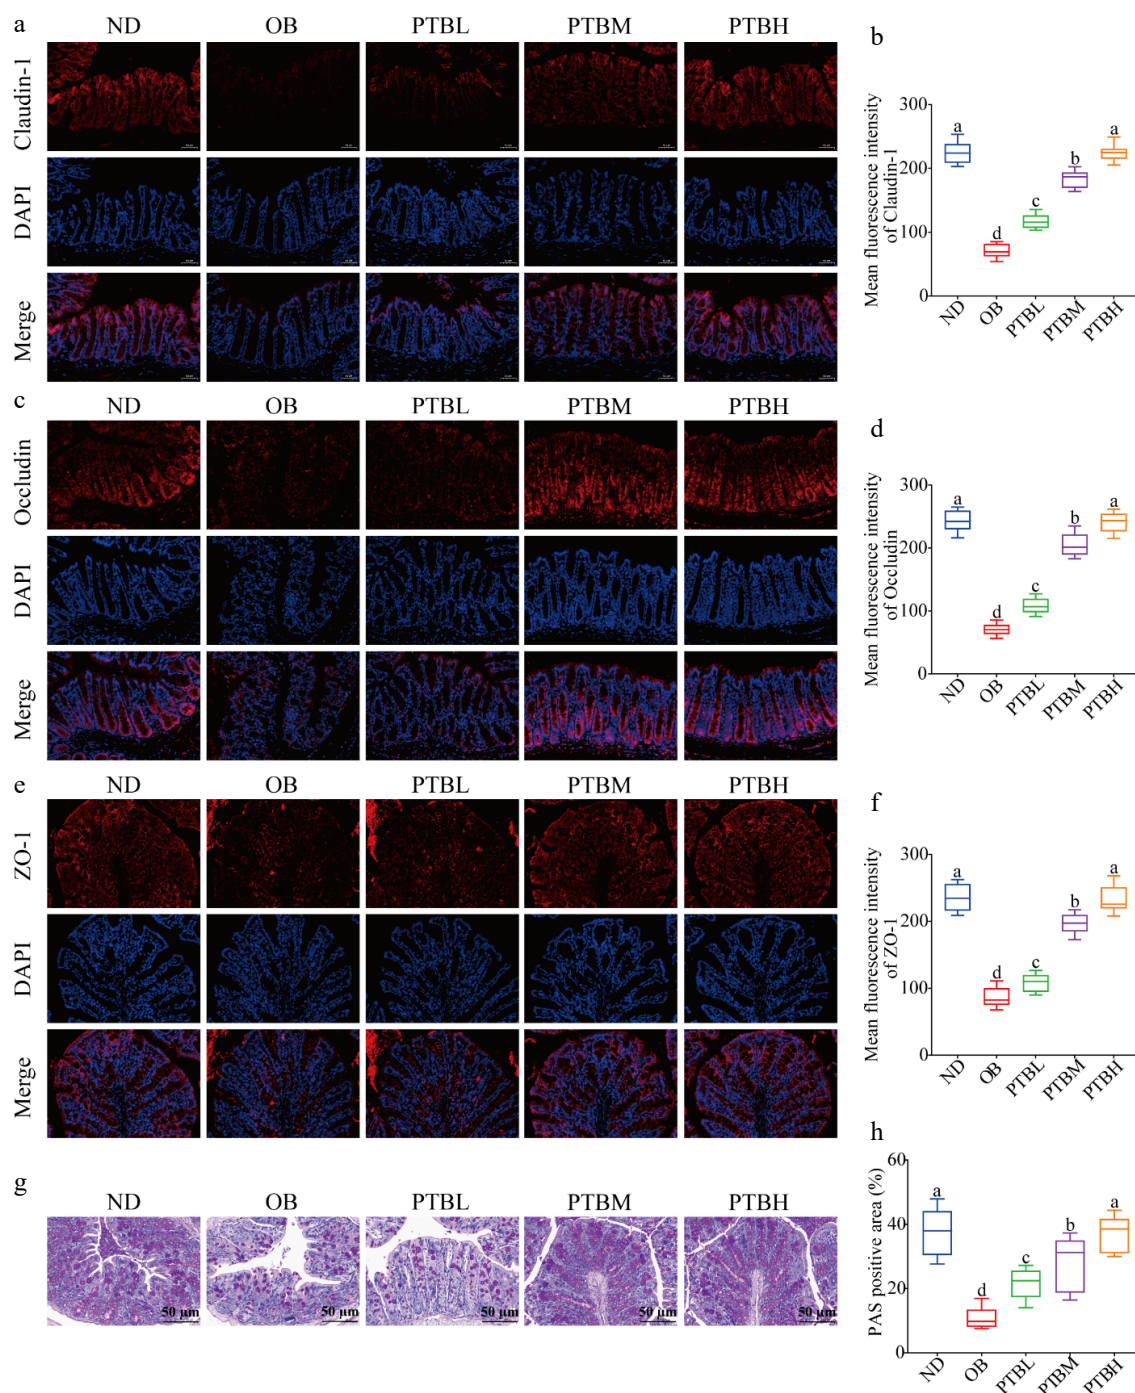 a
ND OB PTBL PTBM PTBH
Claudin-1
DAPI
Merge
b
Mean fluorescence intensity
of Claudin-1
300
200
100
0
a
d
c
b
a
ND OB PTBL PTBM PTBH
c
ND OB PTBL PTBM PTBH
Occludin
DAPI
Merge
d
Mean fluorescence intensity
of Occludin
300
200
100
0
a
d
c
b
a
ND OB PTBL PTBM PTBH
e
ND OB PTBL PTBM PTBH
ZO-1
DAPI
Merge
f
Mean fluorescence intensity
of ZO-1
300
200
100
0
a
d
c
b
a
ND OB PTBL PTBM PTBH
g
ND OB PTBL PTBM PTBH
50 μm 50 μm 50 μm 50 μm 50 μm
h
PAS positive area (%)
60
40
20
0
a
d
c
b
a
ND OB PTBL PTBM PTBH